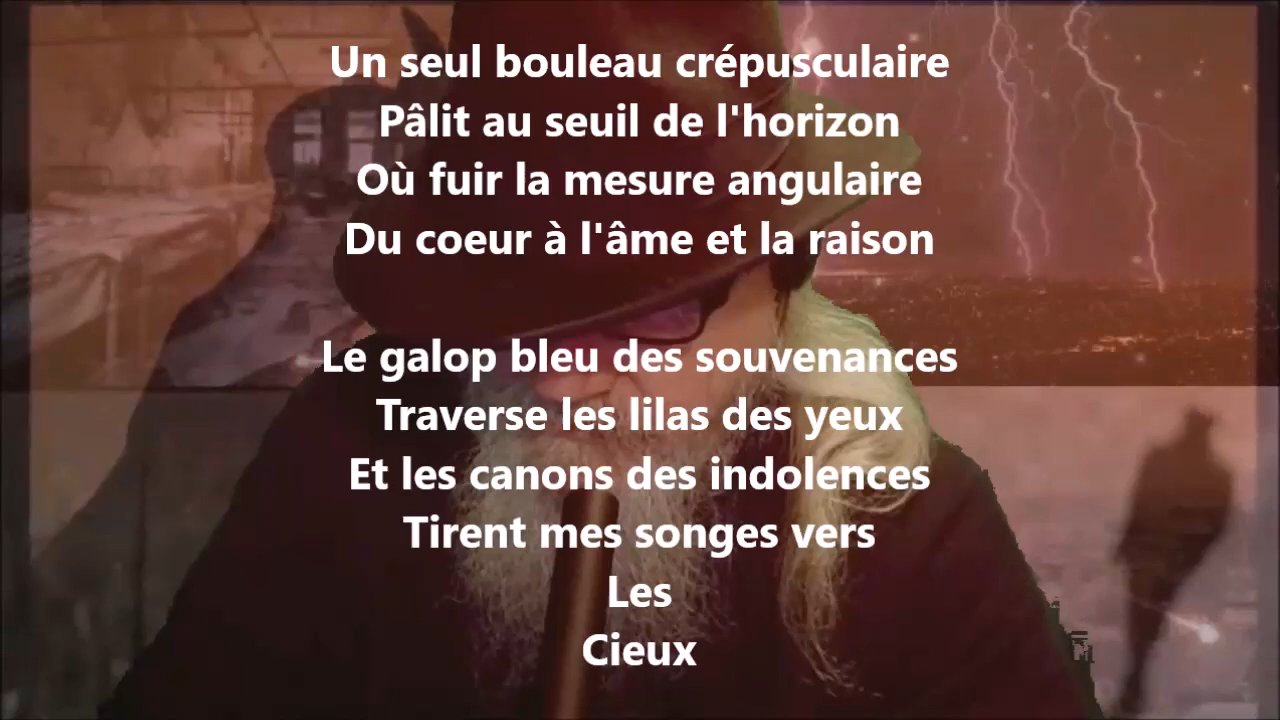 Un seul bouleau crépusculaire
Pâlit au seuil de l'horizon
Où fuir la mesure angulaire
Du coeur à l'âme et la raison
Le galop bleu des souvenances
Traverse les lilas des yeux
Et les canons des indolences
Tirent mes songes vers
Les
Cieux